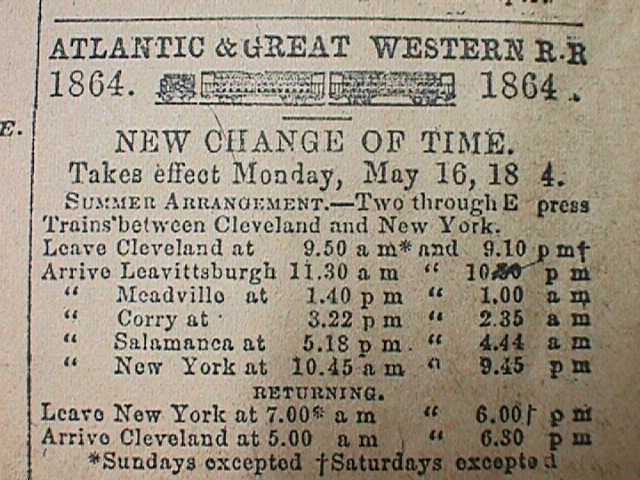 E.
ATLANTIC & GREAT WESTERN R.R
1864. 1864.
NEW CHANGE OF TIME.
Takes effect Monday, May 16, 18 4.
SUMMER ARRANGEMENT.—Two through E press
Trains between Cleveland and New York.
Leave Cleveland at 9.50 a m* and 9.10 p m†
Arrive Leavittsburgh 11.30 a m " p m
" Meadville at 1.40 p m " 1.00 a m
" Corry at 3.22 p m " 2.35 a m
" Salamanca at 5.18 p m. " 4.44 a m
" New York at 10.45 a m " 9.45 p m
RETURNING.
Leave New York at 7.00* a m " 6.00† p m
Arrive Cleveland at 5.00 a m " 6.30 p m
*Sundays excepted †Saturdays excepted